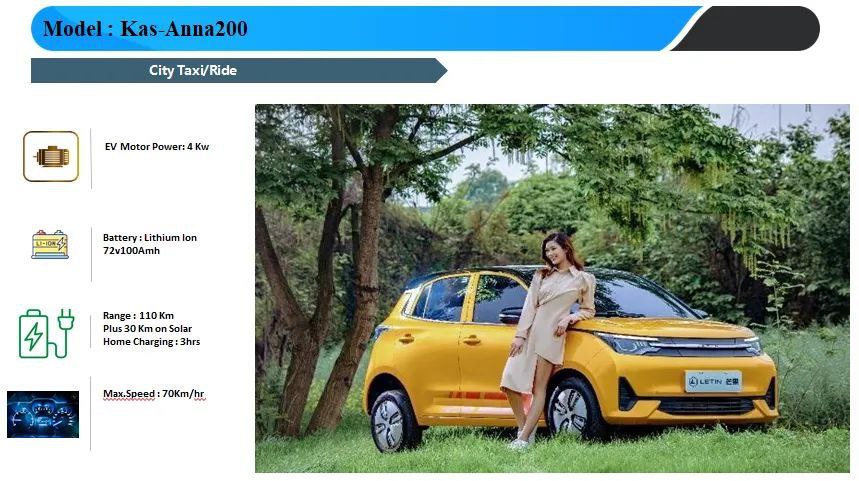 Model : Kas-Anna200
City Taxi/Ride
EV Motor Power: 4 Kw
LI-ION
Battery : Lithium Ion
72v100Amh
Range : 110 Km
Plus 30 Km on Solar
Home Charging : 3hrs
Max.Speed : 70Km/hr
LETIN 芒果